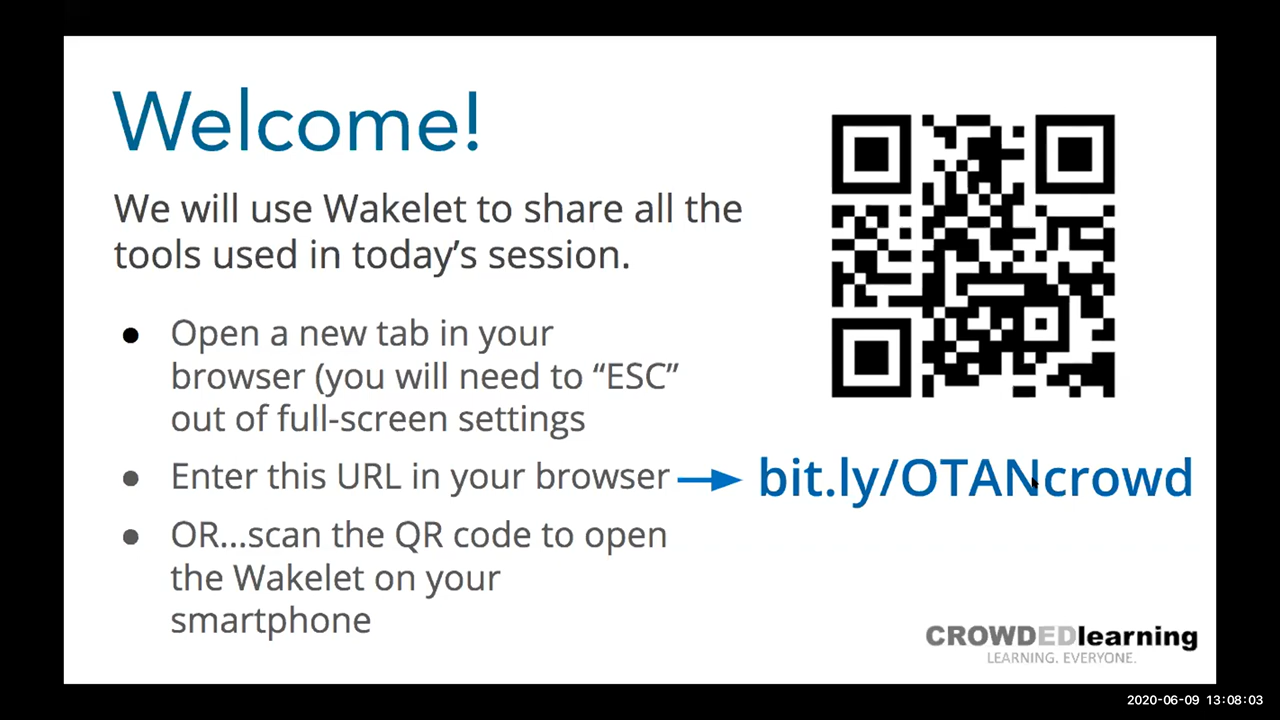 Welcome!
We will use Wakelet to share all the
tools used in today’s session.
● Open a new tab in your
browser (you will need to “ESC”
out of full-screen settings
● Enter this URL in your browser
bit.ly/OTANcrowd
● OR...scan the QR code to open
the Wakelet on your
smartphone
CROWDEDlearning
LEARNING. EVERYONE.
2020-06-09 13:08:03